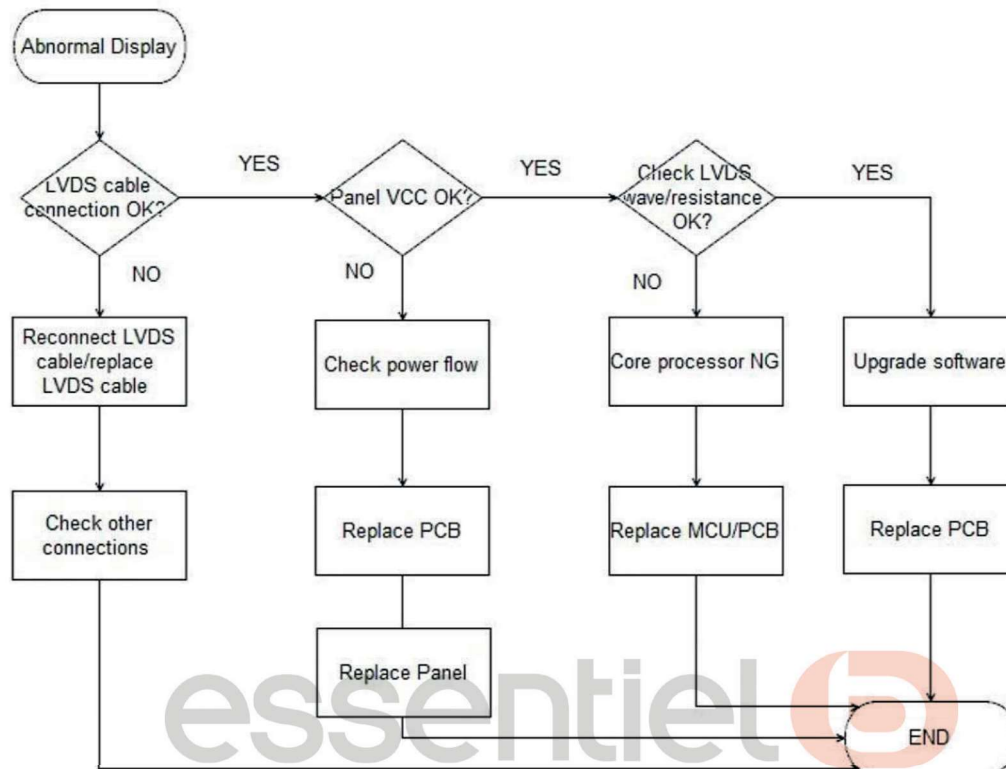 Abnormal Display
LVDS cable
connection OK?
YES
Panel VCC OK?
YES
Check LVDS
wave/resistance
OK?
YES
NO
NO
NO
Reconnect LVDS
cable/replace
LVDS cable
Check power flow
Core processor NG
Upgrade software
Check other
connections
Replace PCB
Replace MCU/PCB
Replace PCB
Replace Panel
essentiel b
END